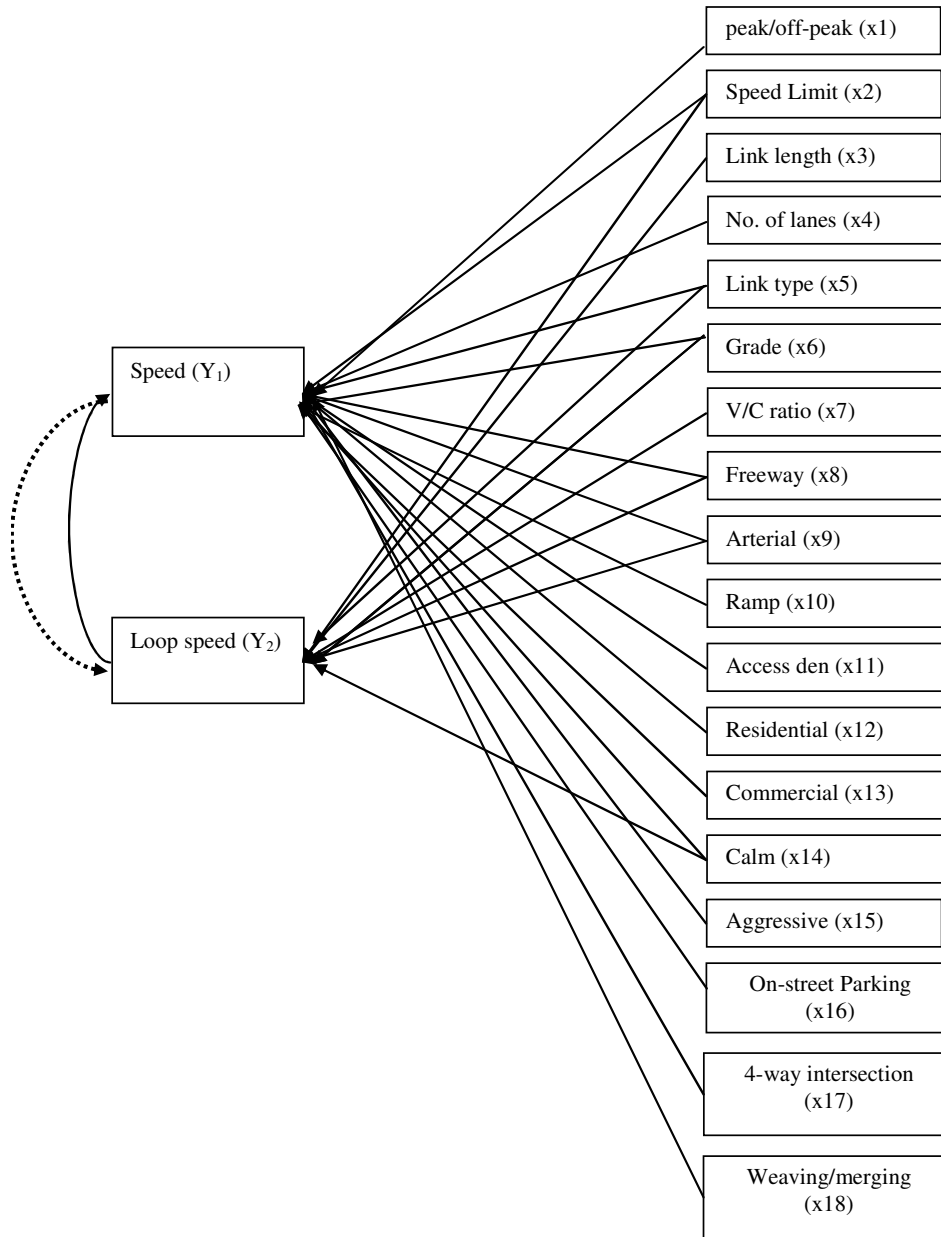 peak/off-peak (x1)
Speed Limit (x2)
Link length (x3)
No. of lanes (x4)
Link type (x5)
Grade (x6)
V/C ratio (x7)
Freeway (x8)
Arterial (x9)
Ramp (x10)
Access den (x11)
Residential (x12)
Commercial (x13)
Calm (x14)
Aggressive (x15)
On-street Parking
(x16)
4-way intersection
(x17)
Weaving/merging
(x18)
Speed (Y₁)
Loop speed (Y₂)